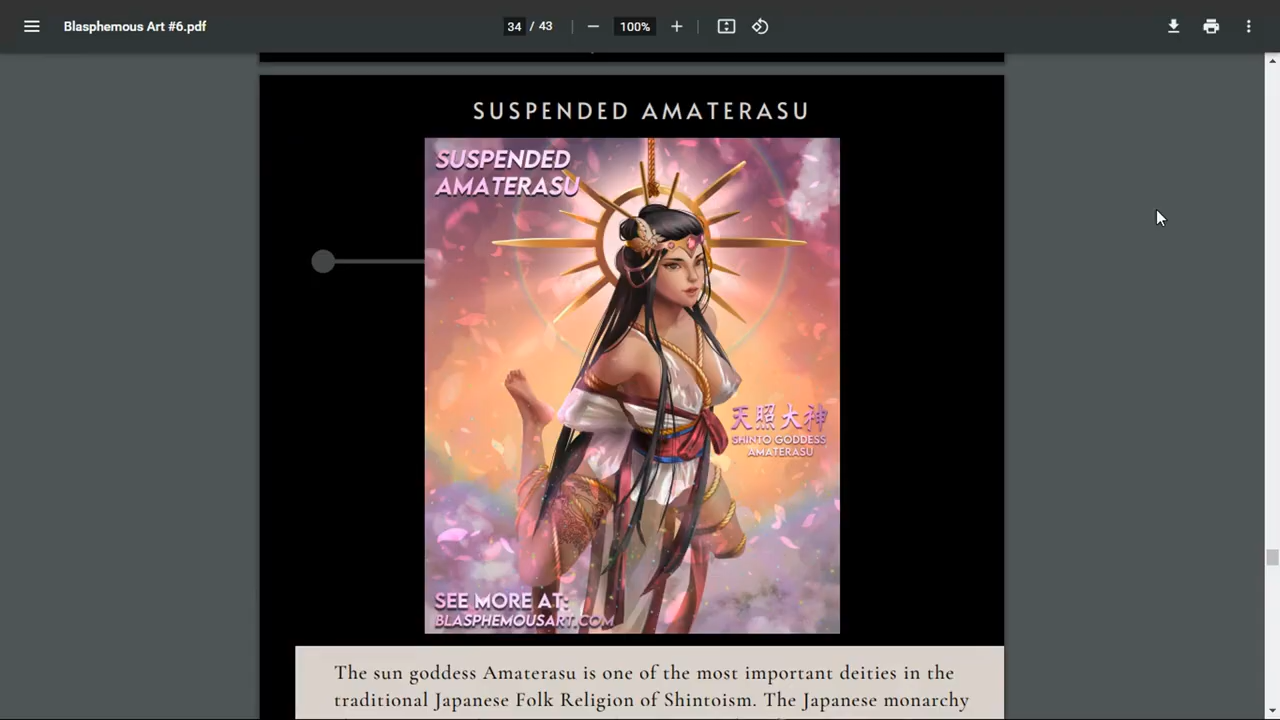 Blasphemous Art #6.pdf
34 / 43
100%
SUSPENDED AMATERASU
SUSPENDED
AMATERASU
天照大神
SHINTO GODDESS
AMATERASU
SEE MORE AT:
BLASPHEMOUSART.COM
The sun goddess Amaterasu is one of the most important deities in the
traditional Japanese Folk Religion of Shintoism. The Japanese monarchy